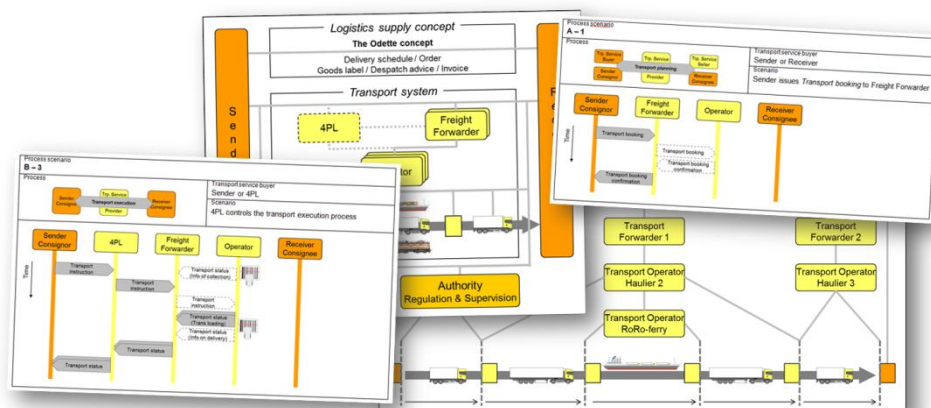 Logistics supply concept
The Odette concept
Delivery schedule / Order
Goods label / Despatch advice / Invoice
Transport system
4PL
Freight
Forwarder
Authority
Regulation & Supervision
Process scenario
A – 1
Process
Trp. Service
Buyer
Trp. Service
Trp. Service
Seller
Transport planning
Sender
Consignor
Provider
Receiver
Consignee
Transport service buyer
Sender or Receiver
Scenario
Sender issues Transport booking to Freight Forwarder
Sender
Consignor
Freight
Forwarder
Operator
Receiver
Consignee
Time
Transport booking
Transport booking
Transport booking
confirmation
Transport booking
confirmation
Process scenario
B – 3
Process
Sender
Consignor
Trp. Service
Transport execution
Provider
Receiver
Consignee
Transport service buyer
Sender or 4PL
Scenario
4PL controls the transport execution process
Sender
Consignor
4PL
Freight
Forwarder
Operator
Receiver
Consignee
Time
Transport
instruction
Transport status
(Info of collection)
Transport
instruction
Transport
instruction
Transport status
(Trans loading)
Transport status
(Info on delivery)
Transport status
Transport status
Transport
Forwarder 1
Transport
Forwarder 2
Transport Operator
Haulier 2
Transport Operator
Haulier 3
Transport Operator
RoRo-ferry